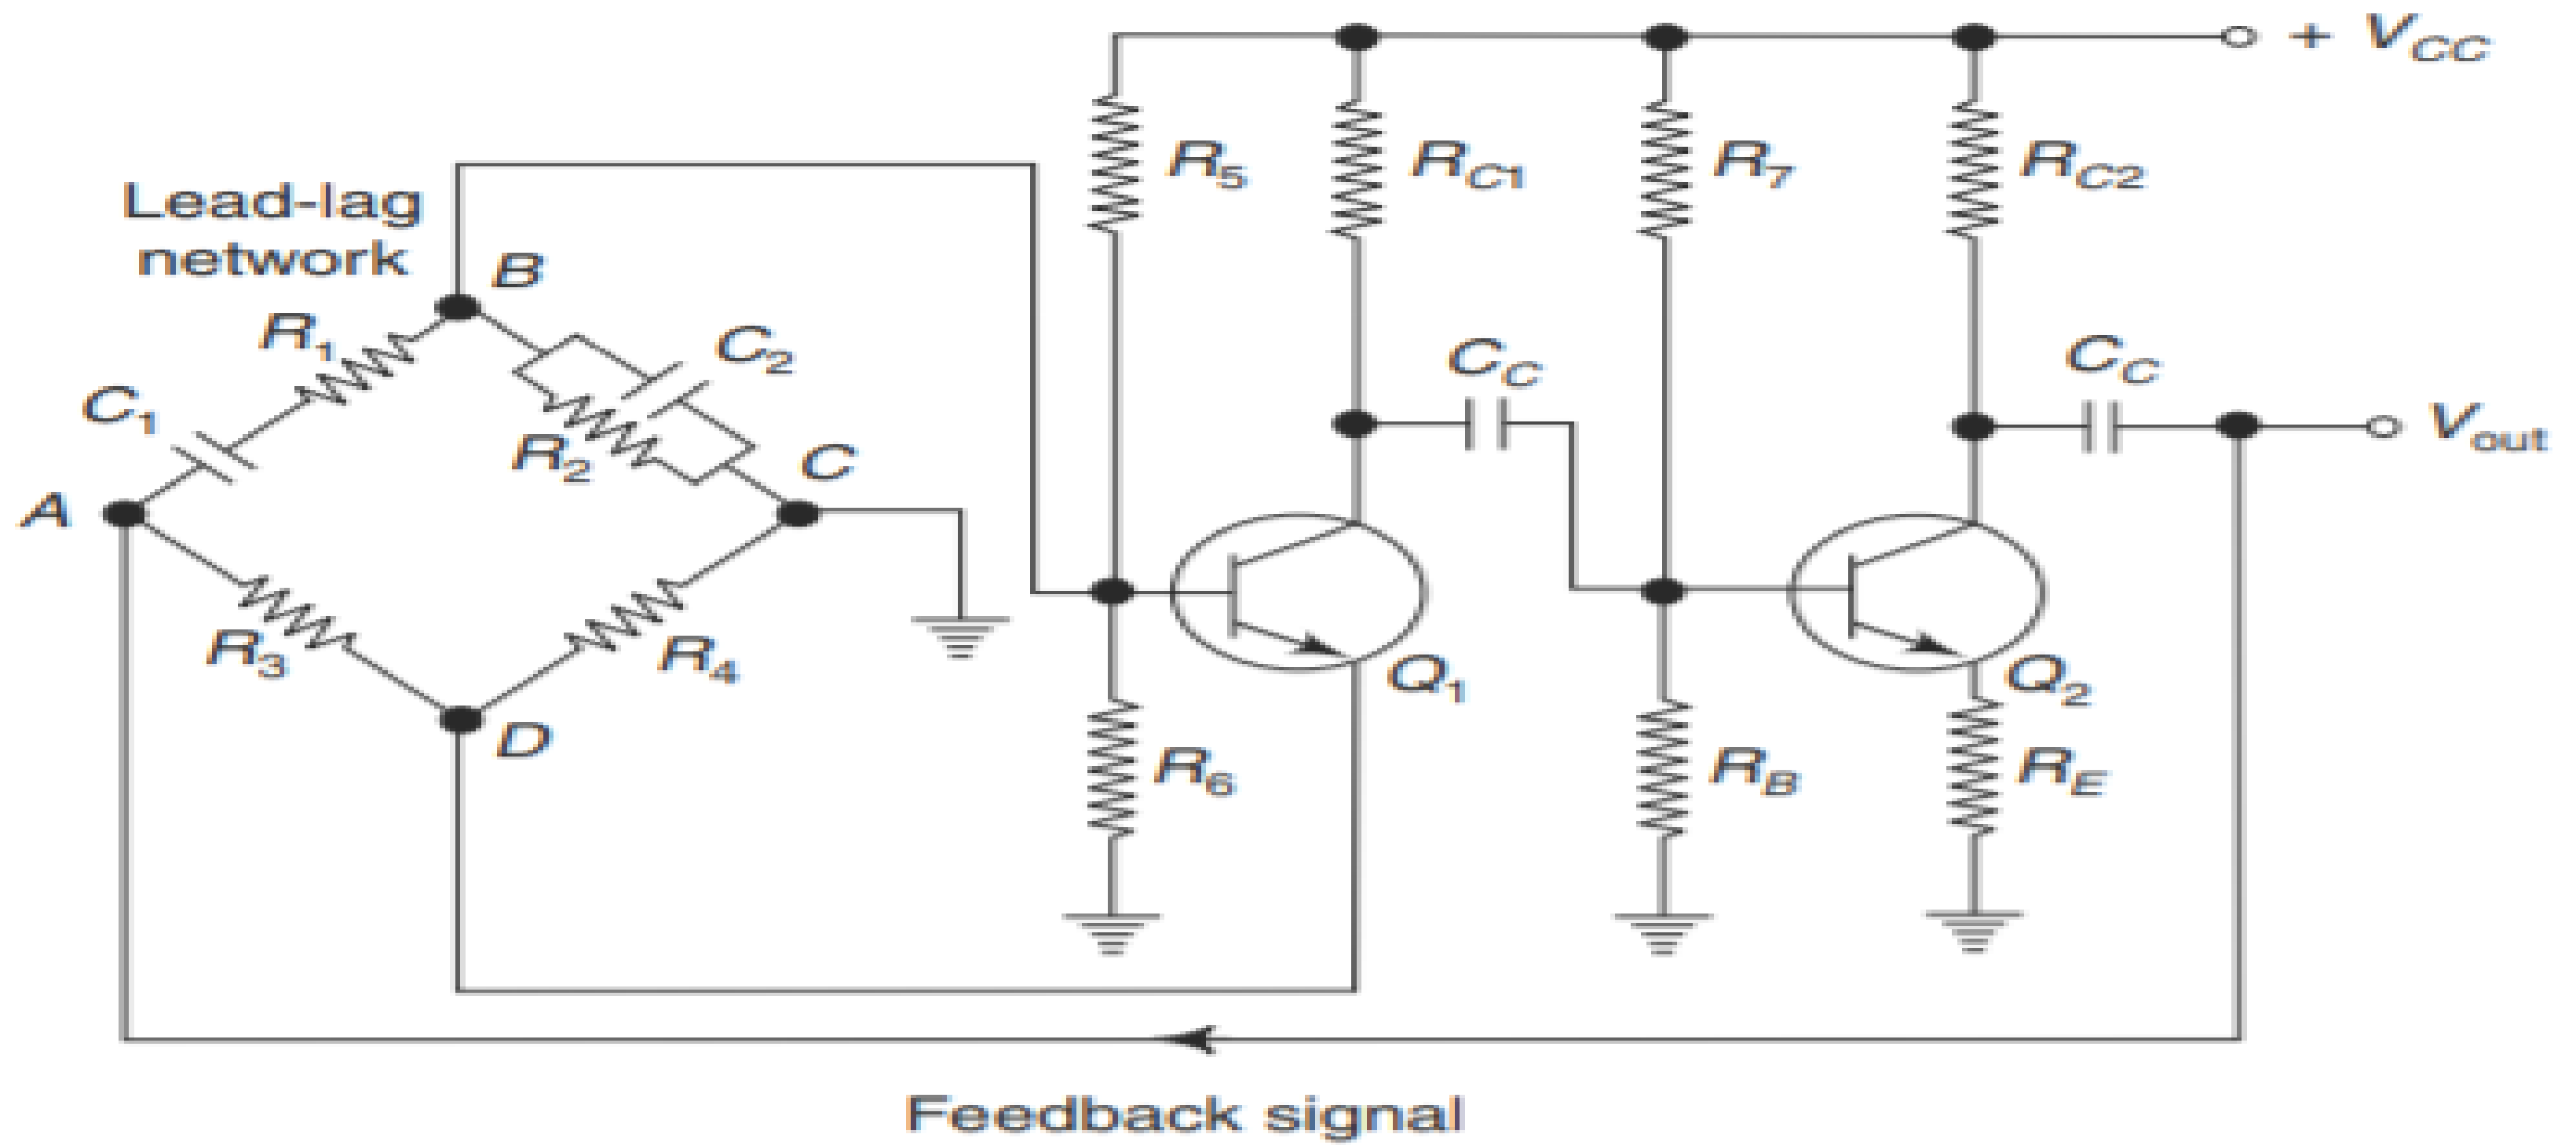 + VCC
R5
RC1
R7
RC2
Lead-lag
network
B
R1
C2
CC
CC
C1
R2
C
Vout
A
R3
R4
Q1
Q2
D
R6
RB
RE
Feedback signal